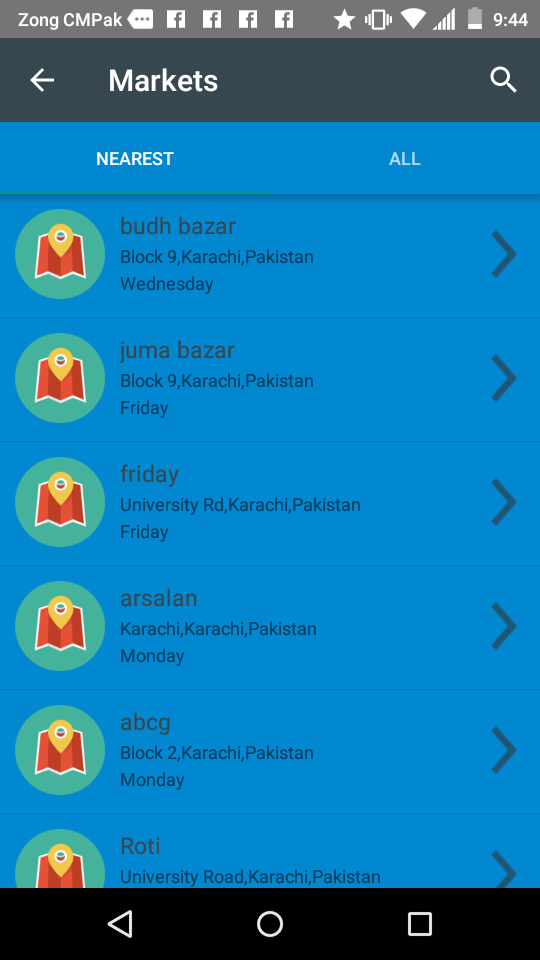 Zong CMPak 9:44
Markets
NEAREST ALL
budh bazar
Block 9,Karachi,Pakistan
Wednesday
juma bazar
Block 9,Karachi,Pakistan
Friday
friday
University Rd,Karachi,Pakistan
Friday
arsalan
Karachi,Karachi,Pakistan
Monday
abcg
Block 2,Karachi,Pakistan
Monday
Roti
University Road,Karachi,Pakistan